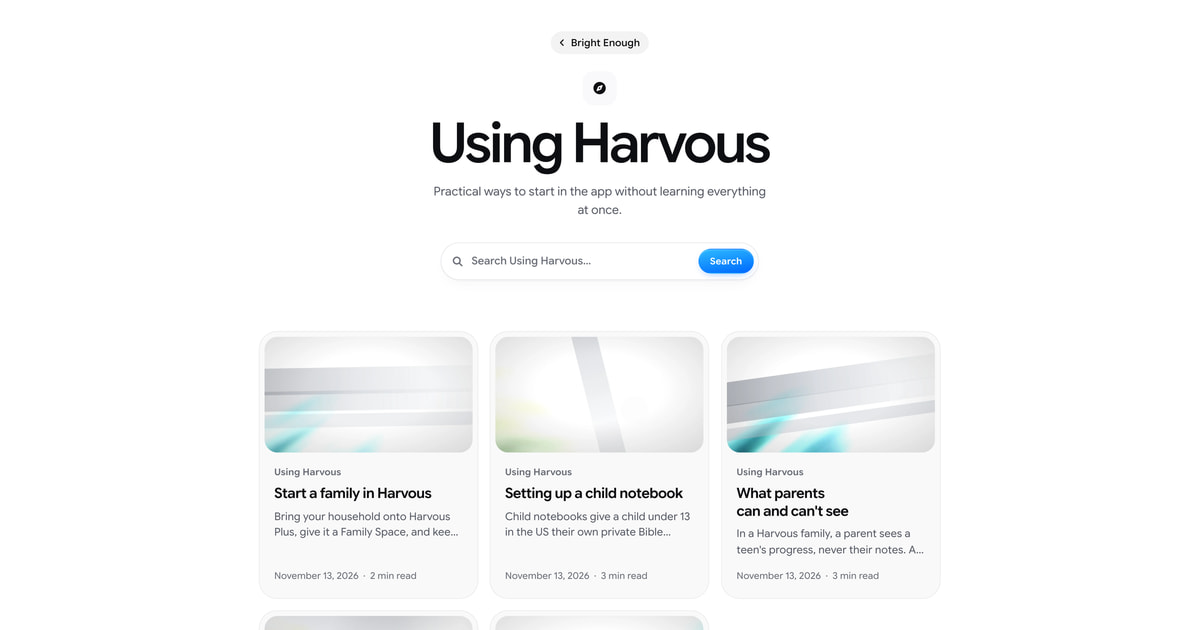 Bright Enough
Using Harvous
Practical ways to start in the app without learning everything
at once.
Search Using Harvous...
Search
Using Harvous
Start a family in Harvous
Bring your household onto Harvous
Plus, give it a Family Space, and kee...
November 13, 2026 · 2 min read
Using Harvous
Setting up a child notebook
Child notebooks give a child under 13
in the US their own private Bible...
November 13, 2026 · 3 min read
Using Harvous
What parents
can and can't see
In a Harvous family, a parent sees a
teen's progress, never their notes. A...
November 13, 2026 · 3 min read